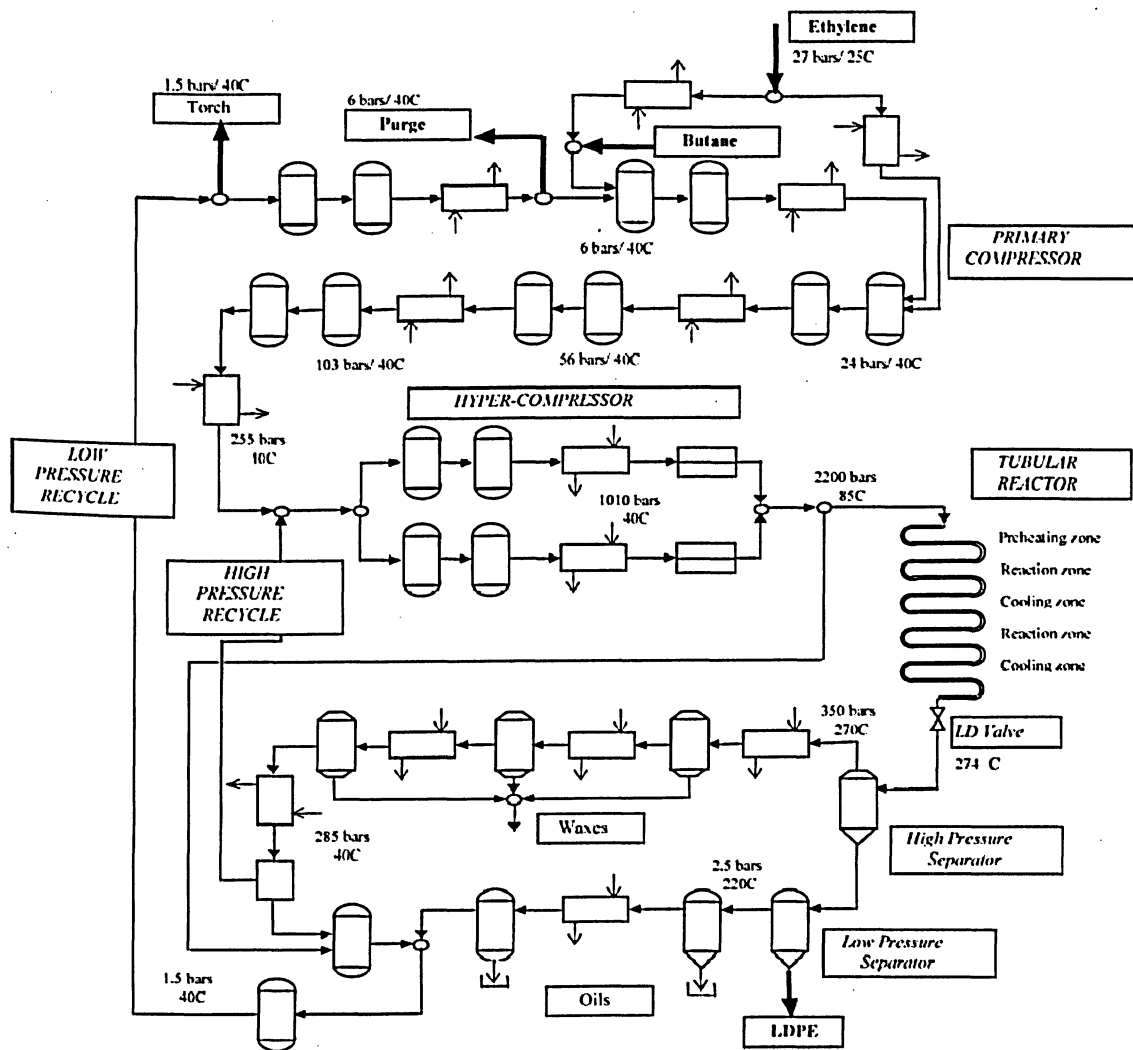 Ethylene
27 bars/ 25C
1.5 bars/ 40C
Torch
6 bars/ 40C
Purge
Butane
6 bars/ 40C
PRIMARY
COMPRESSOR
103 bars/ 40C
56 bars/ 40C
24 bars/ 40C
HYPER-COMPRESSOR
255 bars
40C
LOW
PRESSURE
RECYCLE
1010 bars
40C
2200 bars
85C
TUBULAR
REACTOR
Preheating zone
Reaction zone
Cooling zone
Reaction zone
Cooling zone
HIGH
PRESSURE
RECYCLE
350 bars
270C
LD Valve
274 C
Waxes
285 bars
40C
High Pressure
Separator
2.5 bars
220C
Low Pressure
Separator
1.5 bars
40C
Oils
LDPE